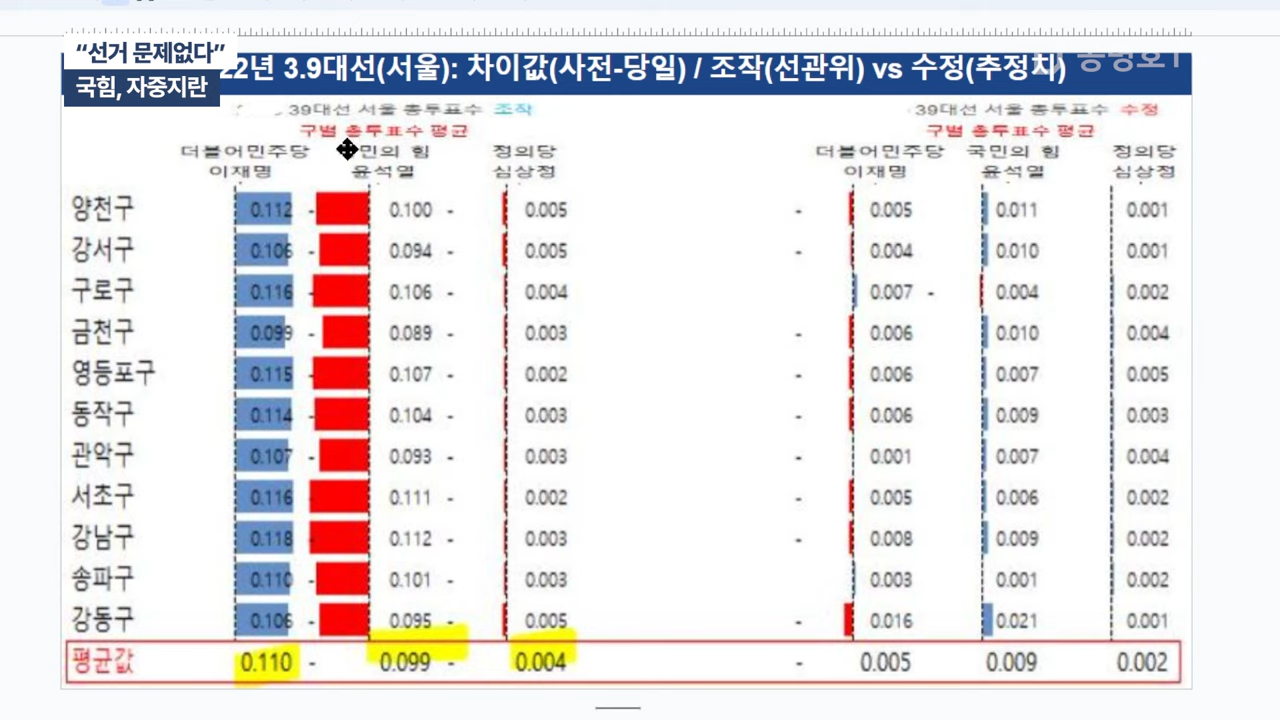 “선거 문제없다”
국힘, 자중지란
22년 3.9대선(서울): 차이값(사전-당일) / 조작(선관위) vs 수정(추정치)
39대선 서울 총투표수 조작 39대선 서울 총투표수 수정
구별 총투표수 평균 구별 총투표수 평균
더불어민주당 민의 힘 정의당 더불어민주당 국민의 힘 정의당
이재명 윤석열 심상정 이재명 윤석열 심상정
양천구 0.112 - 0.100 - 0.005 - 0.005 0.011 0.001
강서구 0.106 - 0.094 - 0.005 - 0.004 0.010 0.001
구로구 0.116 - 0.106 - 0.004 0.007 - 0.004 0.002
금천구 0.099 - 0.089 - 0.003 - 0.006 0.010 0.004
영등포구 0.115 - 0.107 - 0.002 - 0.006 0.007 0.005
동작구 0.114 - 0.104 - 0.003 - 0.006 0.009 0.003
관악구 0.107 - 0.093 - 0.003 - 0.001 0.007 0.004
서초구 0.116 - 0.111 - 0.002 - 0.005 0.006 0.002
강남구 0.118 - 0.112 - 0.003 - 0.008 0.009 0.002
송파구 0.110 - 0.101 - 0.003 0.003 0.001 0.002
강동구 0.106 - 0.095 - 0.005 - 0.016 0.021 0.001
평균값 0.110 - 0.099 - 0.004 - 0.005 0.009 0.002